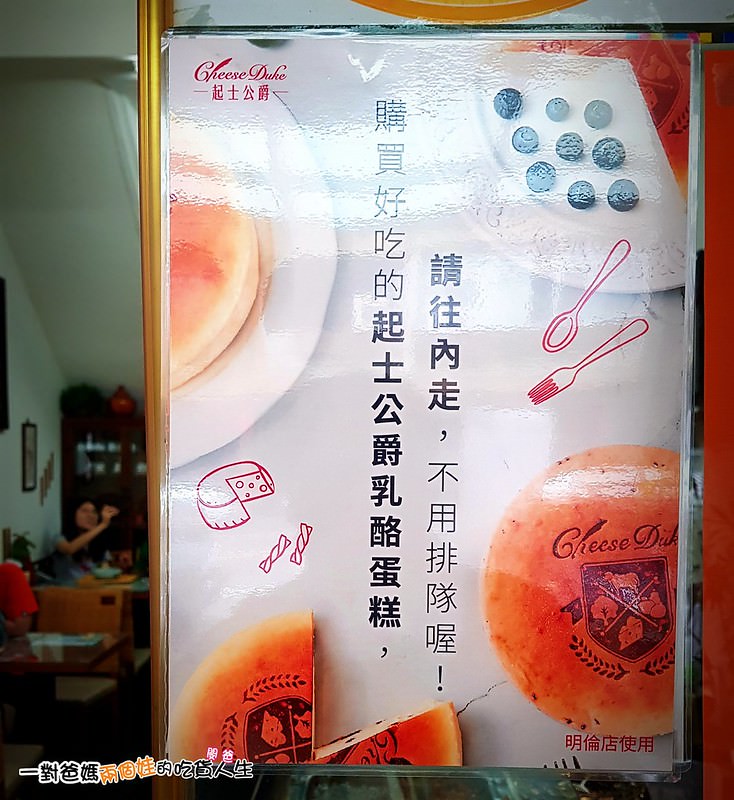 Cheese Duke
起士公爵
購買好吃的起士公爵乳酪蛋糕，
請往內走，不用排隊喔！
Cheese Duk
明倫店使用
一對爸媽兩個娃的吃貨人生